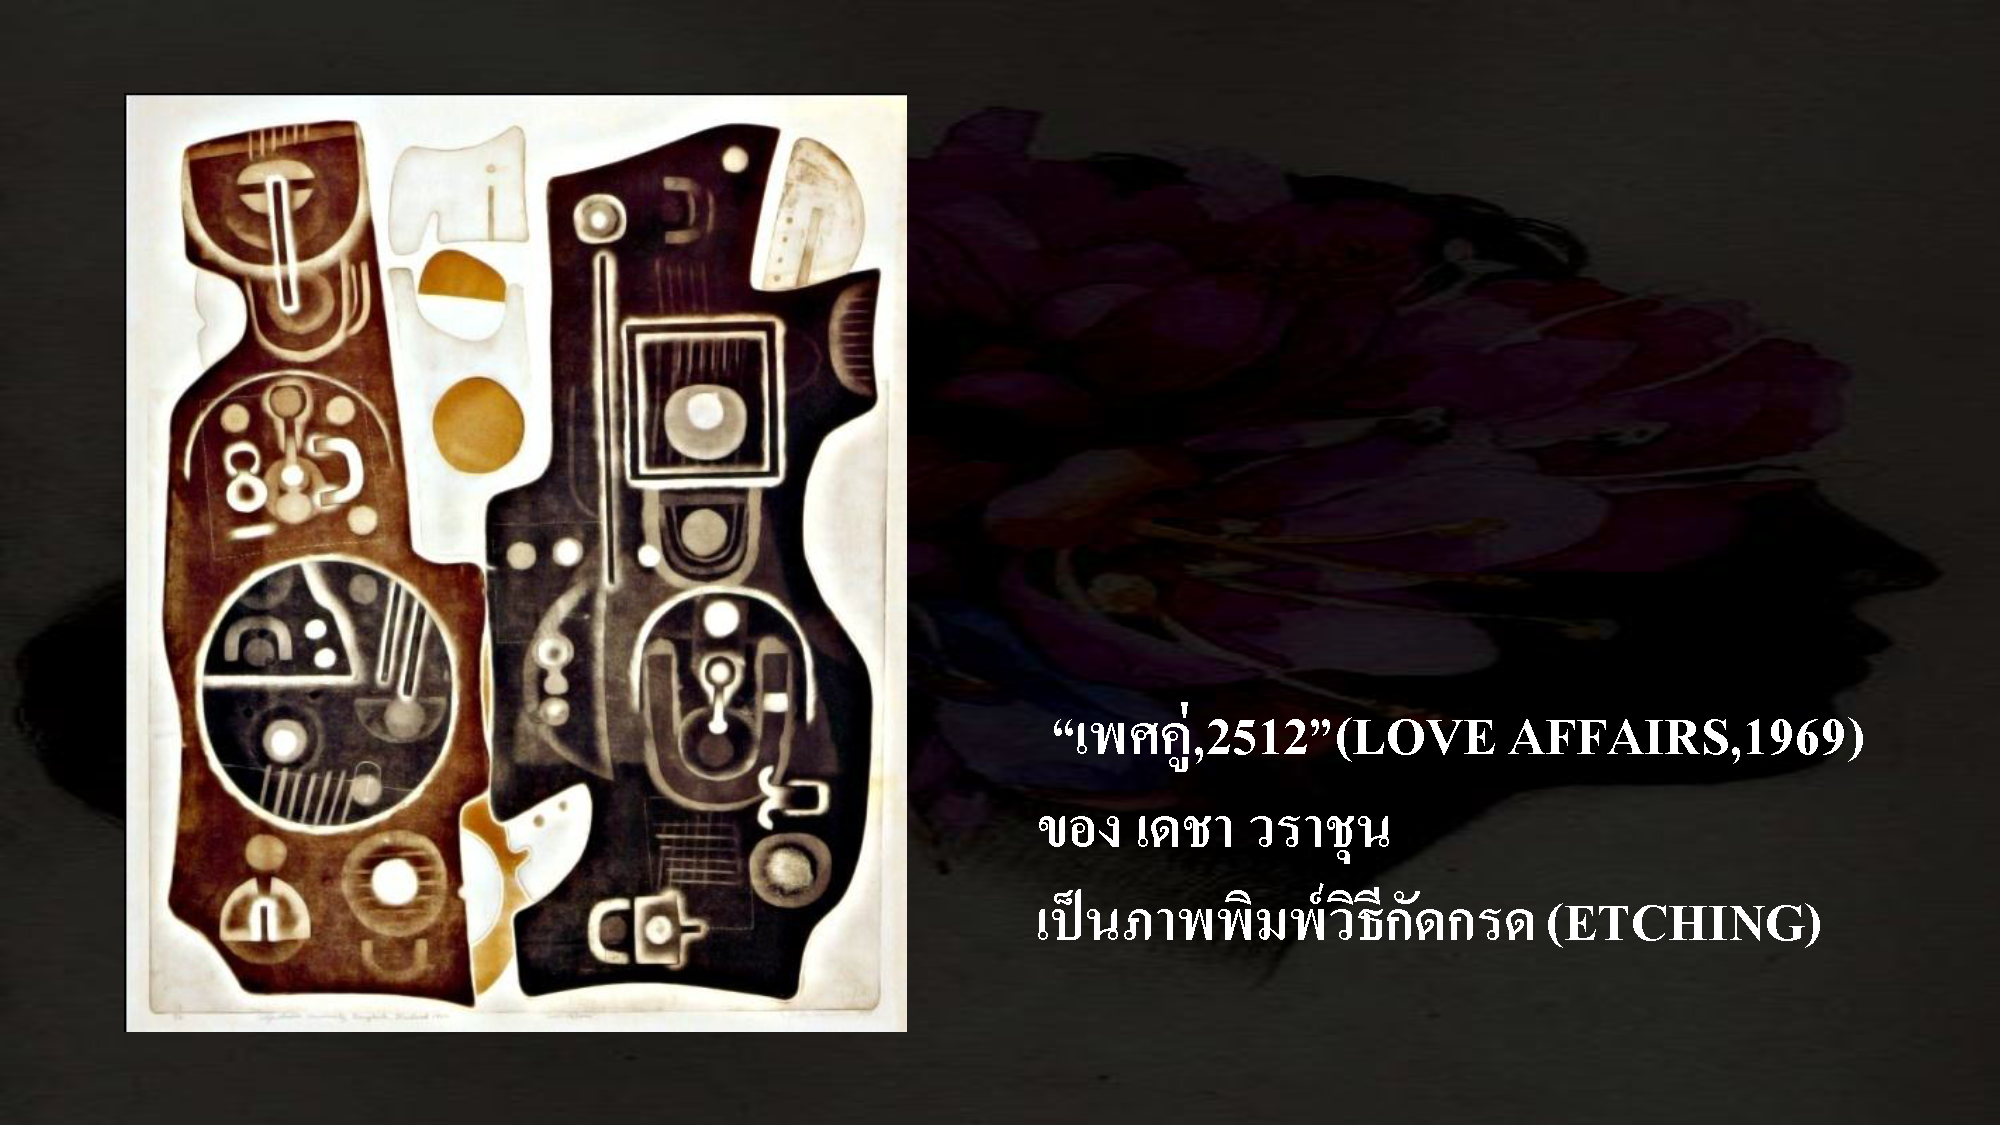 “เพศคู่,2512”(LOVE AFFAIRS,1969)
ของ เดชา วราชุน
เป็นภาพพิมพ์วิธีกัดกรด (ETCHING)